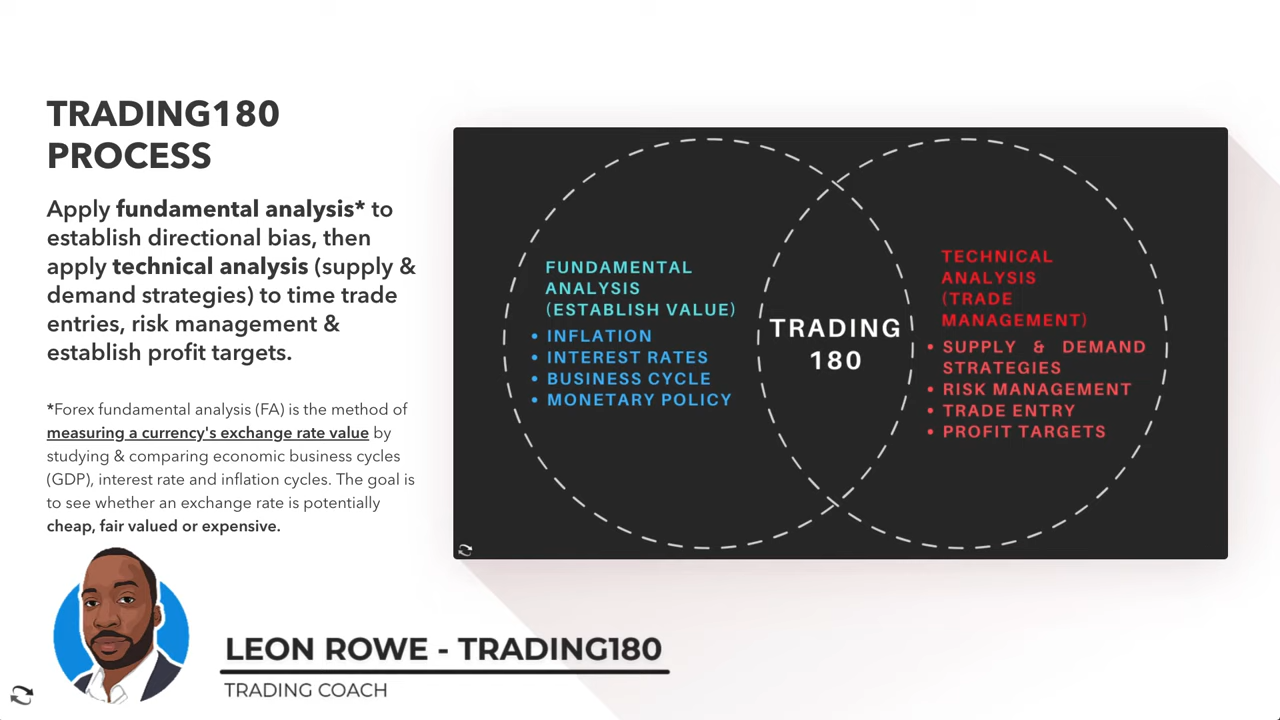 TRADING180
PROCESS
Apply fundamental analysis* to
establish directional bias, then
apply technical analysis (supply &
demand strategies) to time trade
entries, risk management &
establish profit targets.
*Forex fundamental analysis (FA) is the method of
measuring a currency's exchange rate value by
studying & comparing economic business cycles
(GDP), interest rate and inflation cycles. The goal is
to see whether an exchange rate is potentially
cheap, fair valued or expensive.
FUNDAMENTAL
ANALYSIS
(ESTABLISH VALUE)
• INFLATION
• INTEREST RATES
• BUSINESS CYCLE
• MONETARY POLICY
TRADING
180
TECHNICAL
ANALYSIS
(TRADE
MANAGEMENT)
• SUPPLY & DEMAND
STRATEGIES
• RISK MANAGEMENT
• TRADE ENTRY
• PROFIT TARGETS
LEON ROWE - TRADING180
TRADING COACH